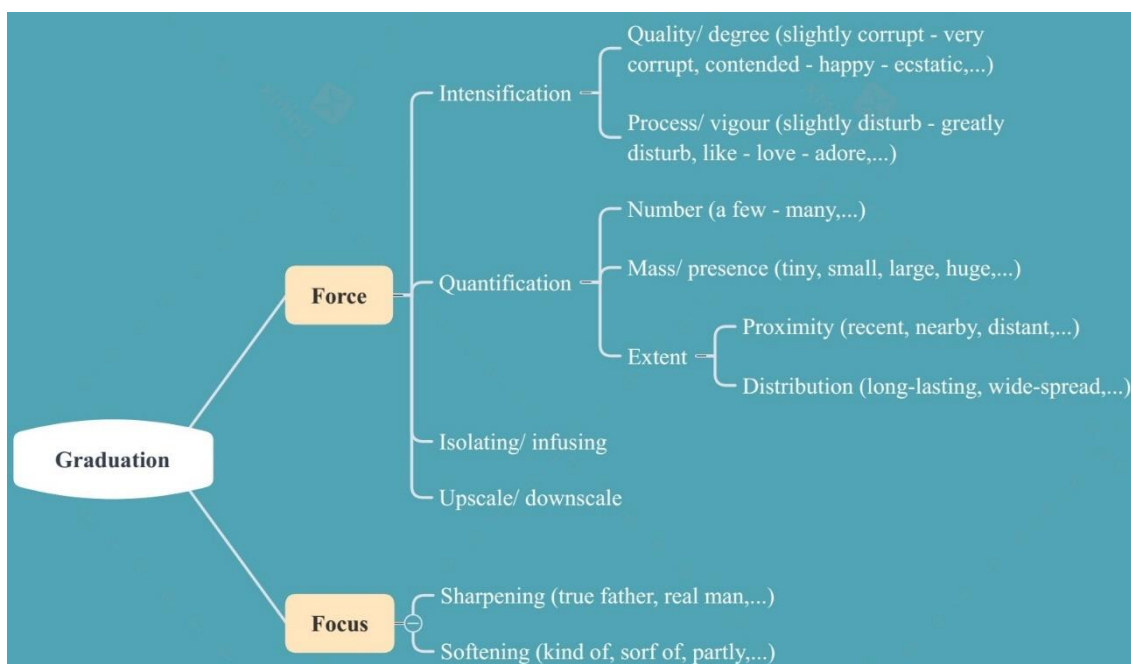 Quality/ degree (slightly corrupt - very
corrupt, contended - happy - ecstatic,...)
Intensification
Process/ vigour (slightly disturb - greatly
disturb, like - love - adore,...)
Number (a few - many,...)
Quantification
Mass/ presence (tiny, small, large, huge,...)
Force
Proximity (recent, nearby, distant,...)
Extent
Distribution (long-lasting, wide-spread,...)
Isolating/ infusing
Graduation
Upscale/ downscale
Sharpening (true father, real man,...)
Focus
Softening (kind of, sorf of, partly,...)